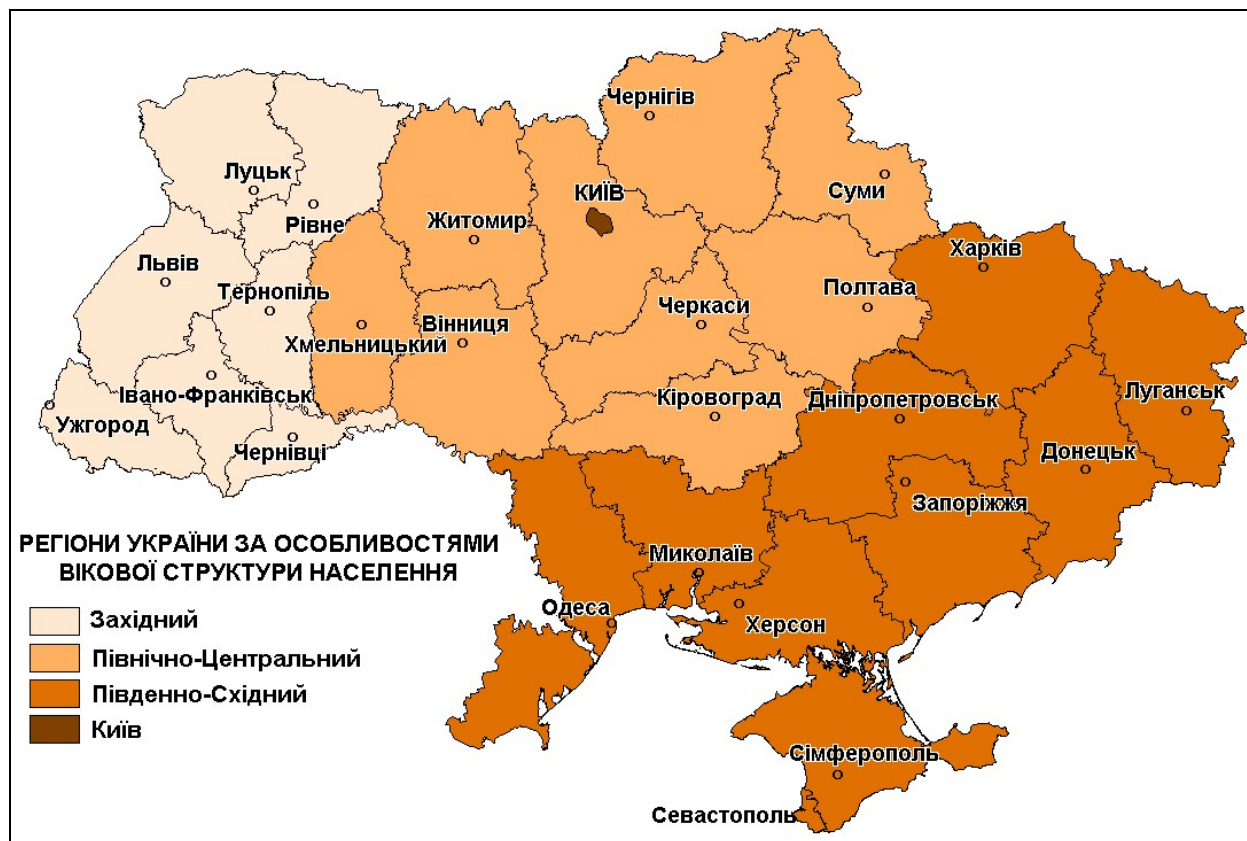 Чернігів
Луцьк
Суми
КИЇВ
Рівне
Житомир
Харків
Львів
Тернопіль
Полтава
Черкаси
Вінниця
Хмельницький
Івано-Франківськ
Кіровоград
Дніпропетровськ
Луганськ
Ужгород
Чернівці
Донецьк
Запоріжжя
РЕГІОНИ УКРАЇНИ ЗА ОСОБЛИВОСТЯМИ
ВІКОВОЇ СТРУКТУРИ НАСЕЛЕННЯ
Миколаїв
Одеса
Херсон
Західний
Північно-Центральний
Південно-Східний
Київ
Сімферополь
Севастополь